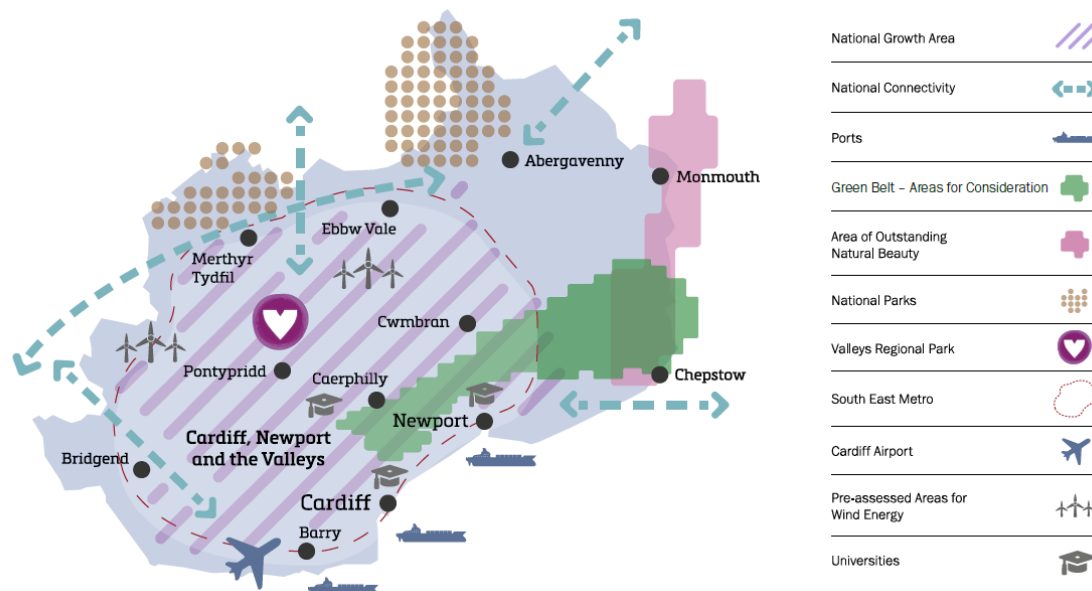 Abergavenny
Monmouth
Ebbw Vale
Merthyr
Tydfil
Cwmbran
Pontypridd
Caerphilly
Chepstow
Newport
Cardiff, Newport
and the Valleys
Bridgend
Cardiff
Barry
National Growth Area
National Connectivity
Ports
Green Belt – Areas for Consideration
Area of Outstanding
Natural Beauty
National Parks
Valleys Regional Park
South East Metro
Cardiff Airport
Pre-assessed Areas for
Wind Energy
Universities